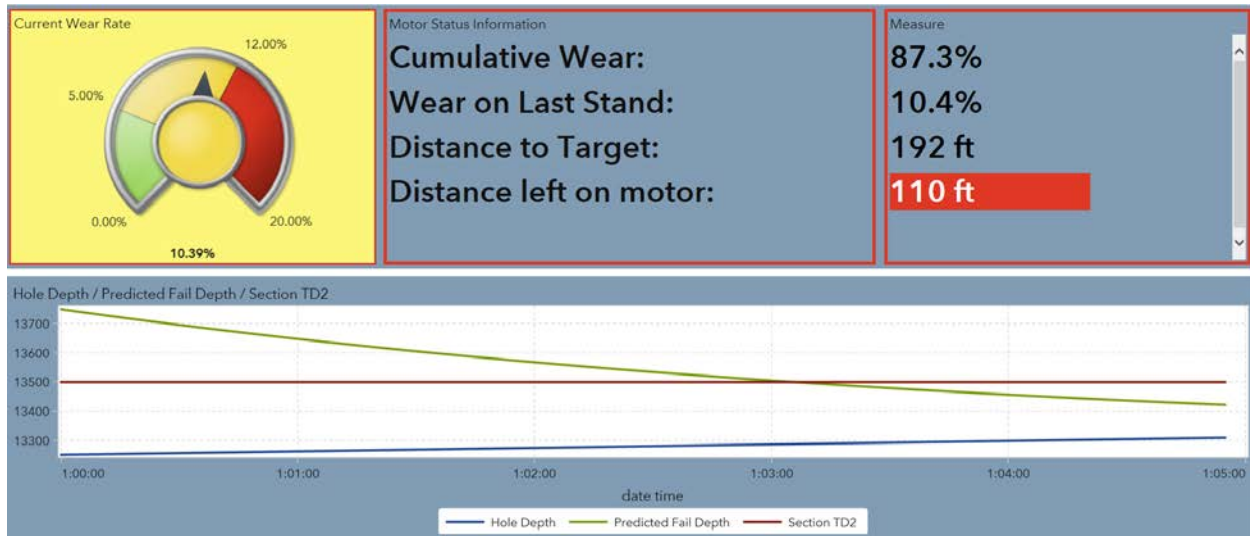 Current Wear Rate
12.00%
5.00%
0.00%
20.00%
10.39%
Motor Status Information
Cumulative Wear:
Wear on Last Stand:
Distance to Target:
Distance left on motor:
Measure
87.3%
10.4%
192 ft
110 ft
Hole Depth / Predicted Fail Depth / Section TD2
13700
13600
13500
13400
13300
1:00:00 1:01:00 1:02:00 1:03:00 1:04:00 1:05:00
date time
Hole Depth Predicted Fail Depth Section TD2